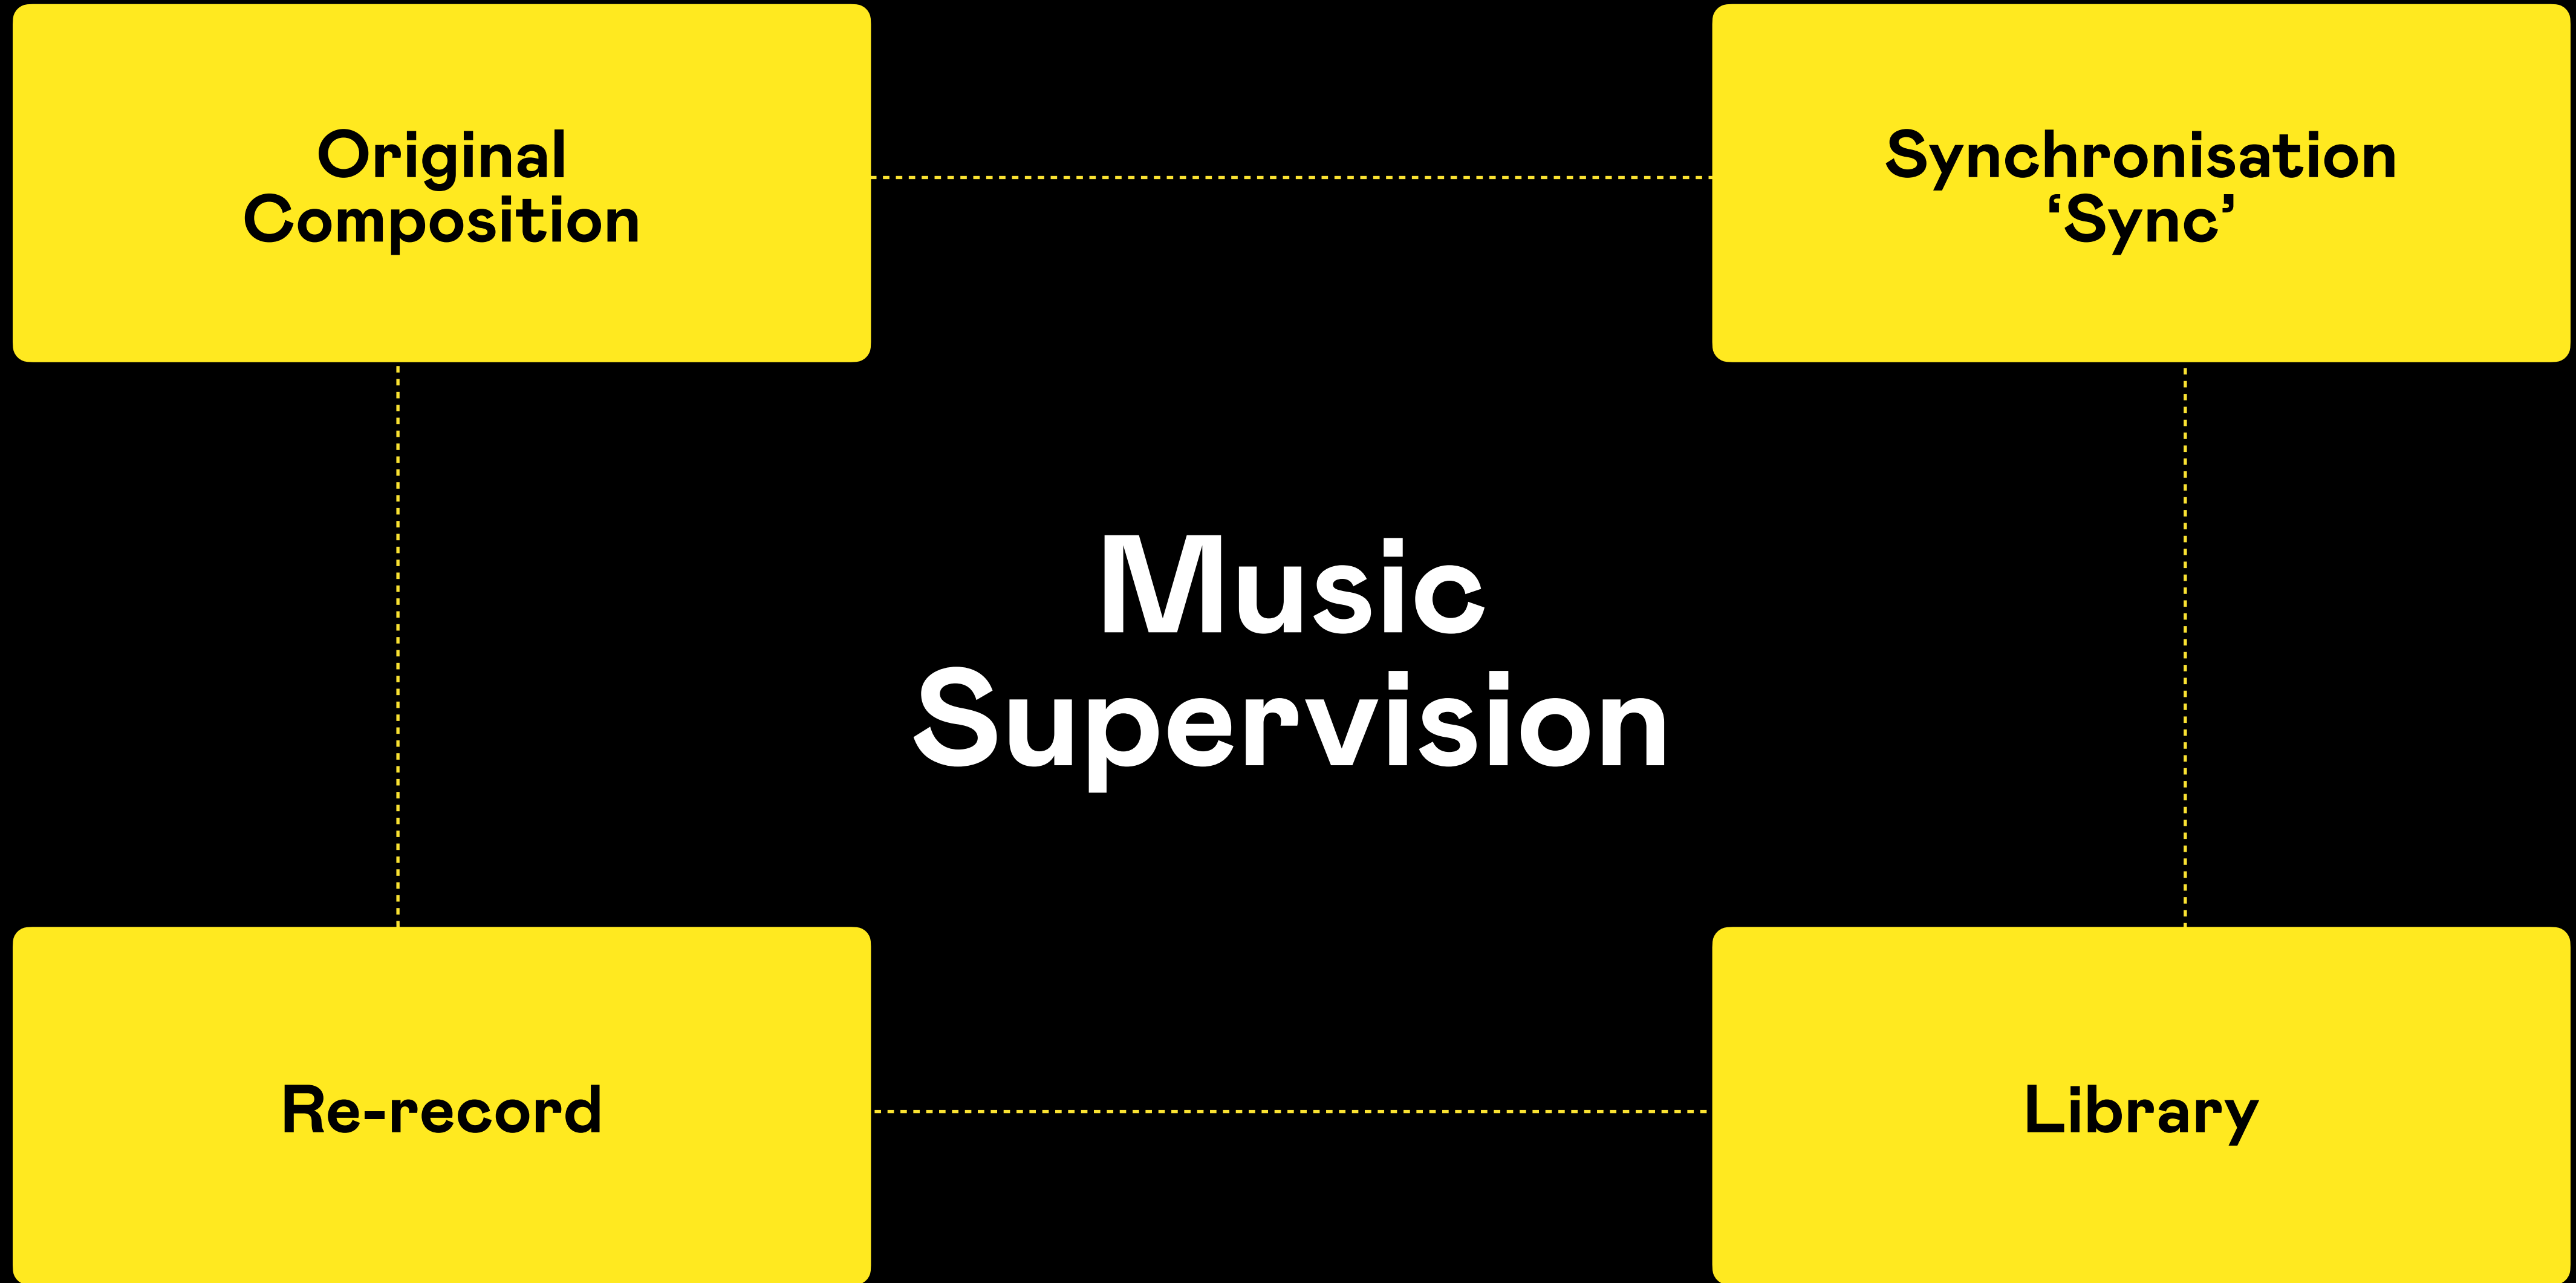 Original
Composition
Synchronisation
‘Sync’
Music
Supervision
Re-record
Library